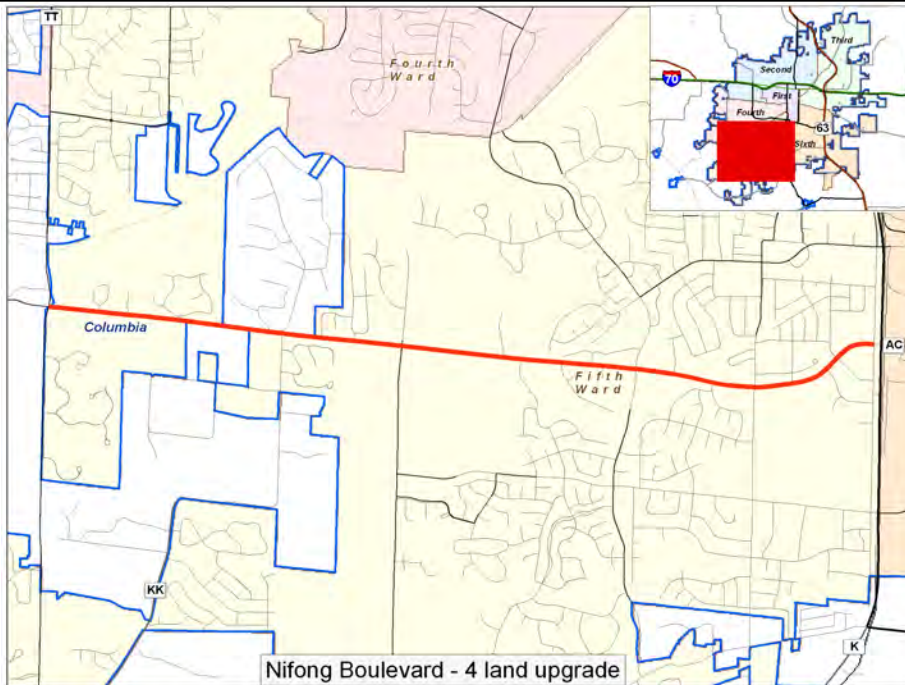 TT
Fourth
Ward
Third
Second
70
First
Fourth
63
Sixth
Columbia
AC
Fifth
Ward
KK
K
Nifong Boulevard - 4 land upgrade